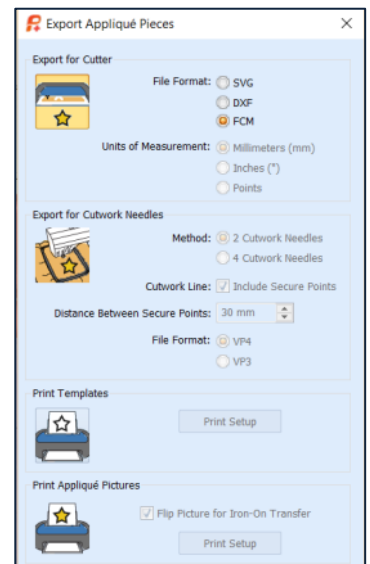 Export Appliqué Pieces
Export for Cutter
File Format: SVG
DXF
FCM
Units of Measurement: Millimeters (mm)
Inches (")
Points
Export for Cutwork Needles
Method: 2 Cutwork Needles
4 Cutwork Needles
Cutwork Line: Include Secure Points
Distance Between Secure Points: 30 mm
File Format: VP4
VP3
Print Templates
Print Setup
Print Appliqué Pictures
Flip Picture for Iron-On Transfer
Print Setup